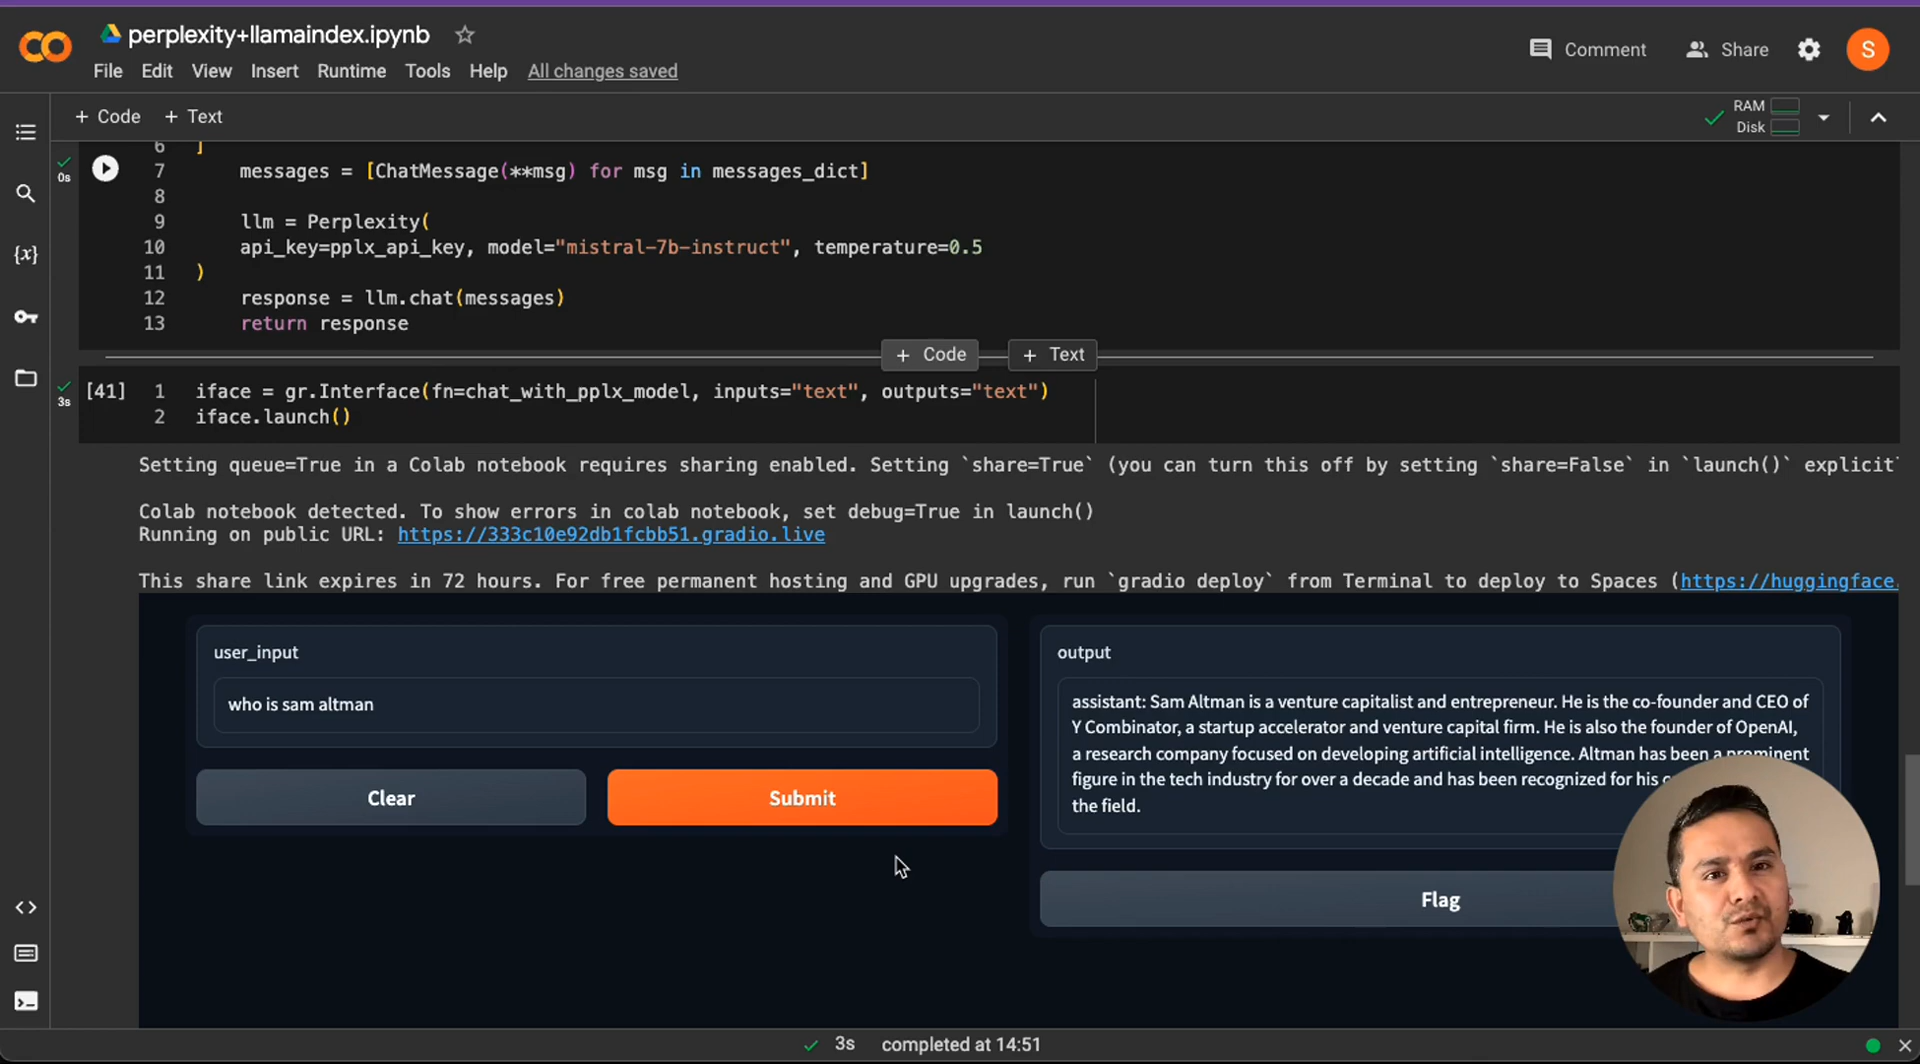 perplexity+llamaindex.ipynb
Comment
Share
S
File Edit View Insert Runtime Tools Help All changes saved
+ Code + Text
RAM
Disk
6 ]
0s
7 messages = [ChatMessage(**msg) for msg in messages_dict]
8
9 llm = Perplexity(
10 api_key=pplx_api_key, model="mistral-7b-instruct", temperature=0.5
11 )
12 response = llm.chat(messages)
13 return response
+ Code + Text
3s
[41] 1 iface = gr.Interface(fn=chat_with_pplx_model, inputs="text", outputs="text")
2 iface.launch()
Setting queue=True in a Colab notebook requires sharing enabled. Setting `share=True` (you can turn this off by setting `share=False` in `launch()` explicit
Colab notebook detected. To show errors in colab notebook, set debug=True in launch()
Running on public URL: https://333c10e92db1fcbb51.gradio.live
This share link expires in 72 hours. For free permanent hosting and GPU upgrades, run `gradio deploy` from Terminal to deploy to Spaces (https://huggingface.
user_input
who is sam altman
Clear
Submit
output
assistant: Sam Altman is a venture capitalist and entrepreneur. He is the co-founder and CEO of
Y Combinator, a startup accelerator and venture capital firm. He is also the founder of OpenAI,
a research company focused on developing artificial intelligence. Altman has been a prominent
figure in the tech industry for over a decade and has been recognized for his
the field.
Flag
3s completed at 14:51